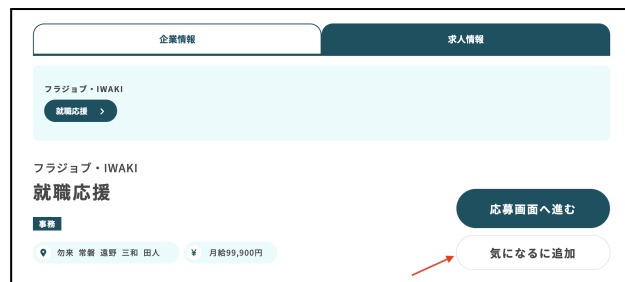 企業情報
求人情報
フラジョブ・IWAKI
就職応援
フラジョブ・IWAKI
就職応援
事務
勿来 常磐 遠野 三和 田人
¥ 月給99,900円
応募画面へ進む
気になるに追加